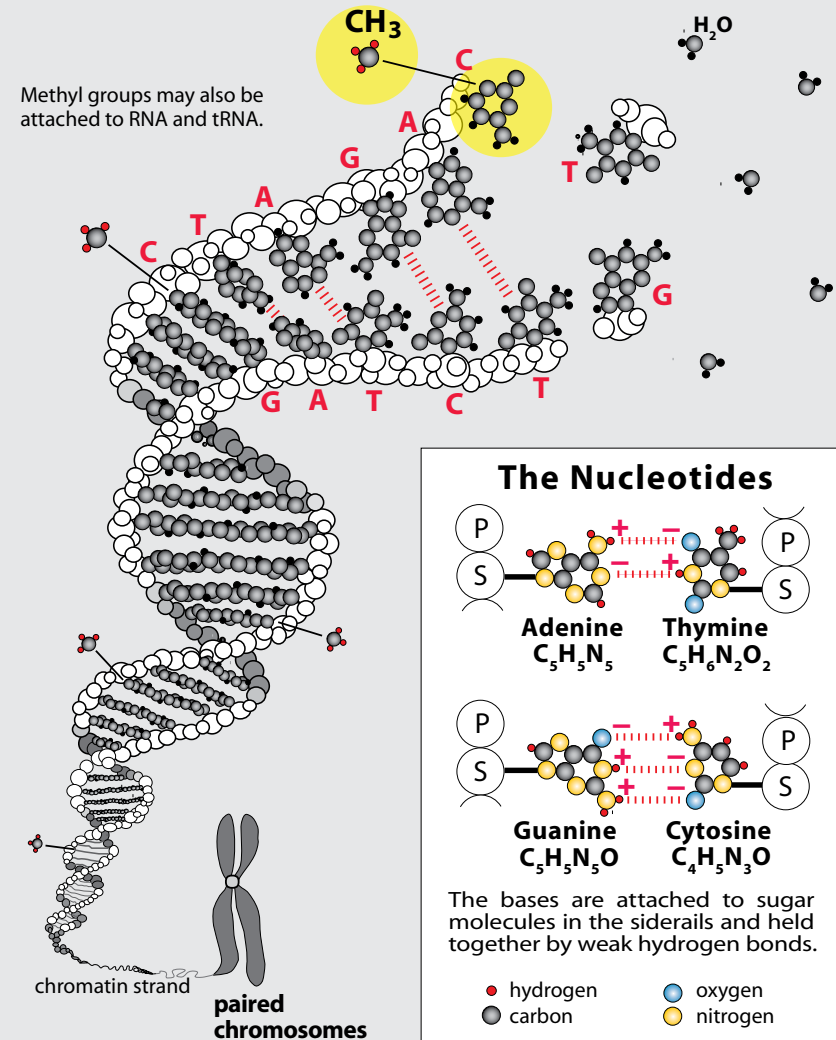 CH₃
H₂O
Methyl groups may also be
attached to RNA and tRNA.
C
A
G
A
T
C
T
G
G
A
T
C
T
The Nucleotides
P
S
+
−
−
+
P
S
Adenine
C₅H₅N₅
Thymine
C₅H₆N₂O₂
P
S
−
+
+
−
+
−
P
S
Guanine
C₅H₅N₅O
Cytosine
C₄H₅N₃O
The bases are attached to sugar
molecules in the siderails and held
together by weak hydrogen bonds.
hydrogen
oxygen
carbon
nitrogen
chromatin strand
paired
chromosomes